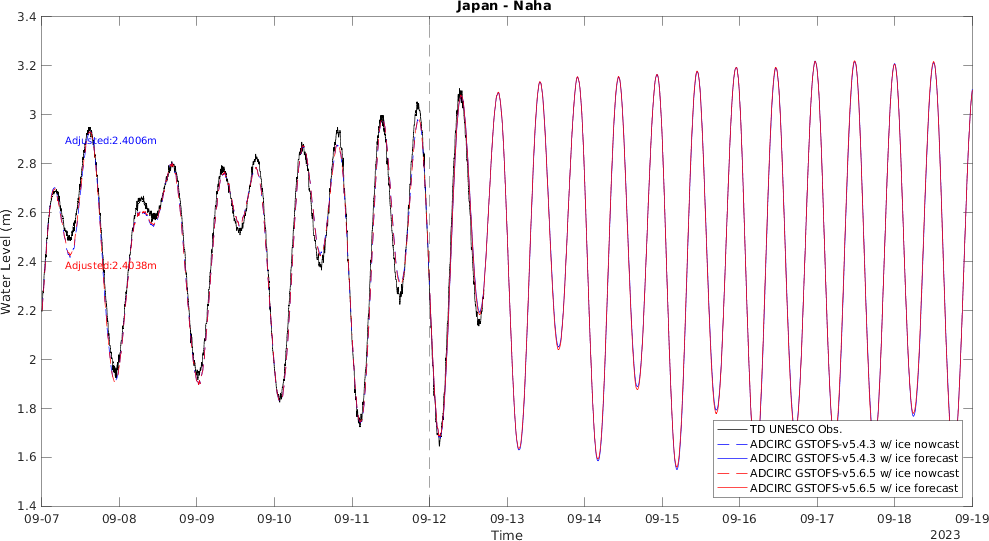 Japan - Naha
Water Level (m)
3.4
3.2
3
2.8
2.6
2.4
2.2
2
1.8
1.6
1.4
Adjusted:2.4006m
Adjusted:2.4038m
TD UNESCO Obs.
ADCIRC GSTOFS-v5.4.3 w/ ice nowcast
ADCIRC GSTOFS-v5.4.3 w/ ice forecast
ADCIRC GSTOFS-v5.6.5 w/ ice nowcast
ADCIRC GSTOFS-v5.6.5 w/ ice forecast
09-07 09-08 09-09 09-10 09-11 09-12 09-13 09-14 09-15 09-16 09-17 09-18 09-19
Time
2023